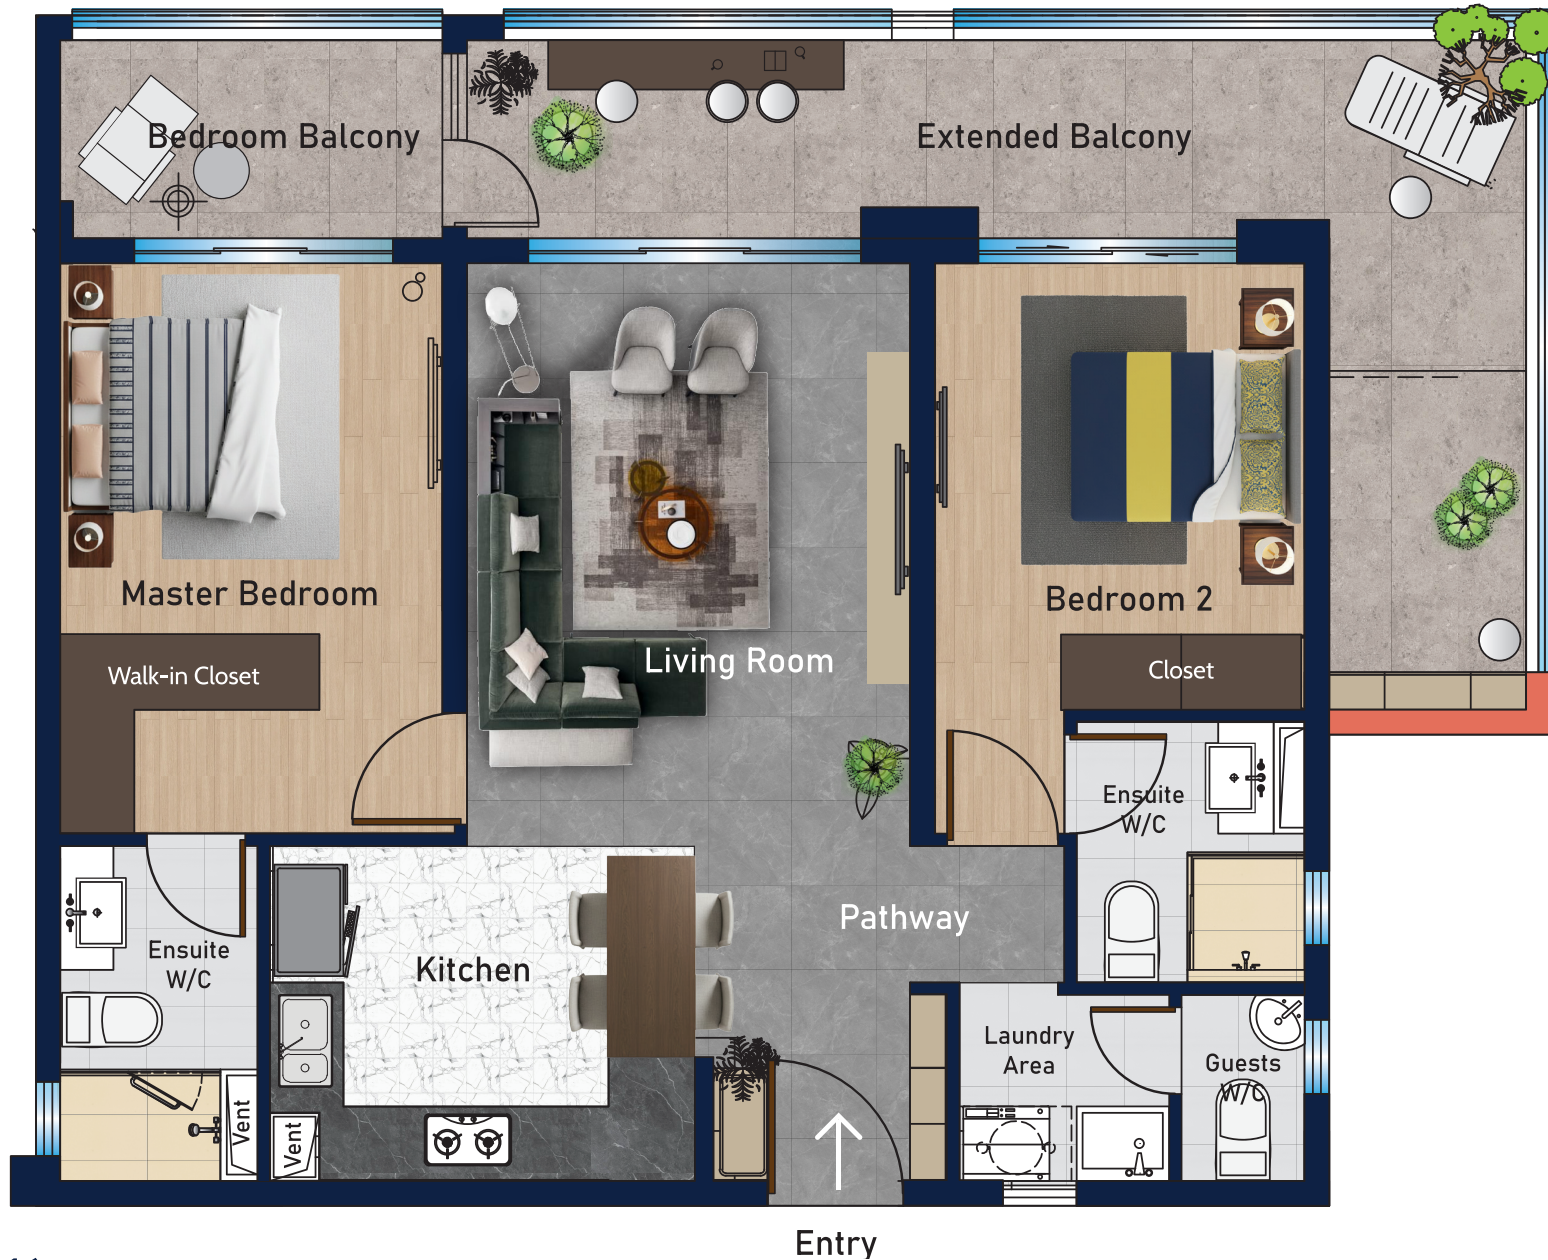 Bedroom Balcony
Extended Balcony
Master Bedroom
Bedroom 2
Walk-in Closet
Living Room
Closet
Ensuite
W/C
Pathway
Ensuite
W/C
Kitchen
Laundry
Area
Guests
W/C
Vent
Vent
Entry